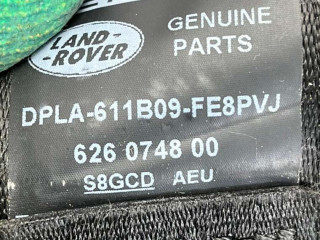 LAND-
-ROVER
GENUINE
PARTS
DPLA-611B09-FE8PVJ
626 0748 00
S8GCD AEU